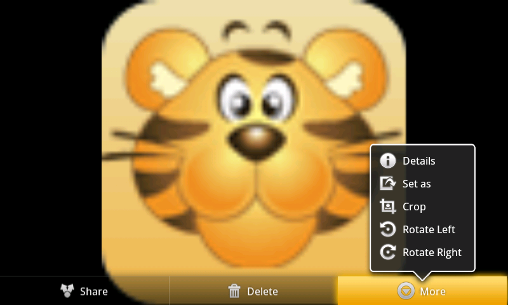 Details
Set as
Crop
Rotate Left
Rotate Right
Share Delete More